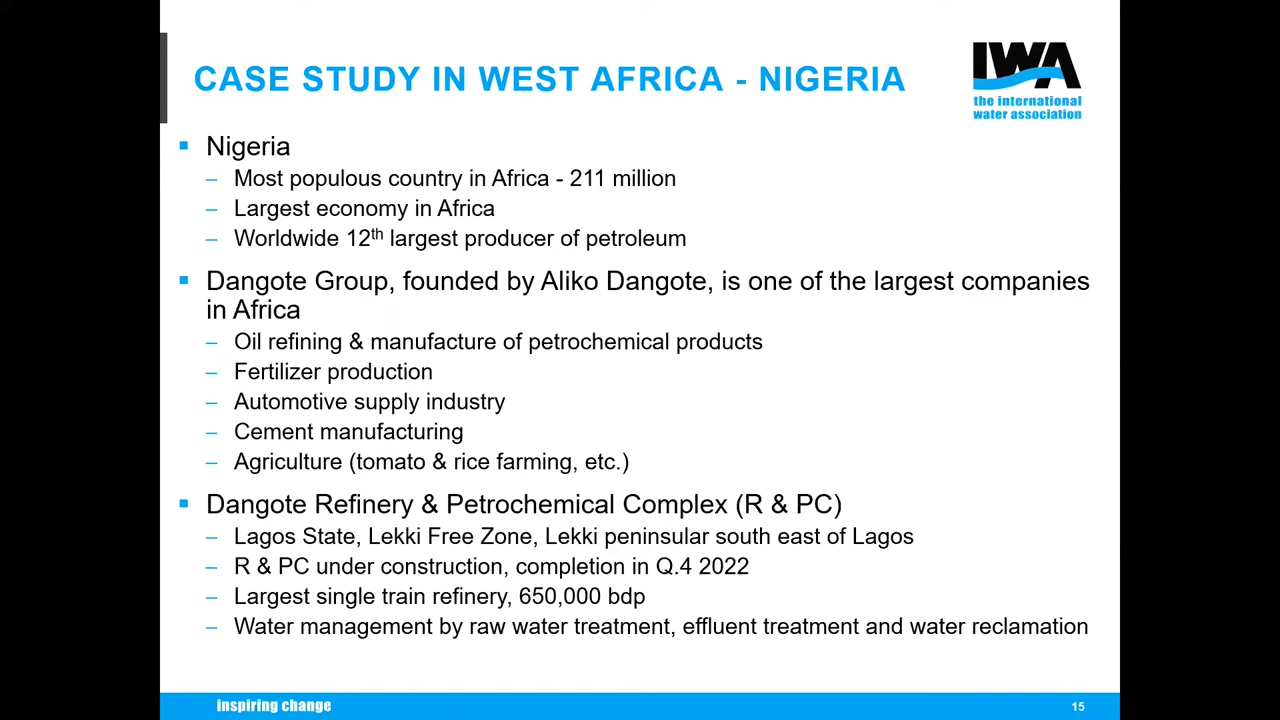 CASE STUDY IN WEST AFRICA - NIGERIA
IWA
the international
water association
▪ Nigeria
– Most populous country in Africa - 211 million
– Largest economy in Africa
– Worldwide 12th largest producer of petroleum
▪ Dangote Group, founded by Aliko Dangote, is one of the largest companies
in Africa
– Oil refining & manufacture of petrochemical products
– Fertilizer production
– Automotive supply industry
– Cement manufacturing
– Agriculture (tomato & rice farming, etc.)
▪ Dangote Refinery & Petrochemical Complex (R & PC)
– Lagos State, Lekki Free Zone, Lekki peninsular south east of Lagos
– R & PC under construction, completion in Q.4 2022
– Largest single train refinery, 650,000 bdp
– Water management by raw water treatment, effluent treatment and water reclamation
inspiring change
15